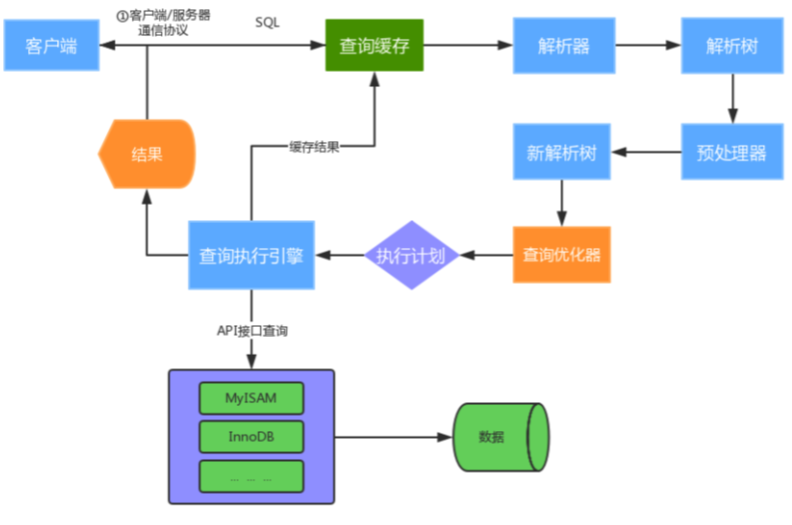 ①客户端/服务器
通信协议
SQL
客户端
查询缓存
解析器
解析树
结果
缓存结果
新解析树
预处理器
查询执行引擎
执行计划
查询优化器
API接口查询
MyISAM
InnoDB
... ... ...
数据